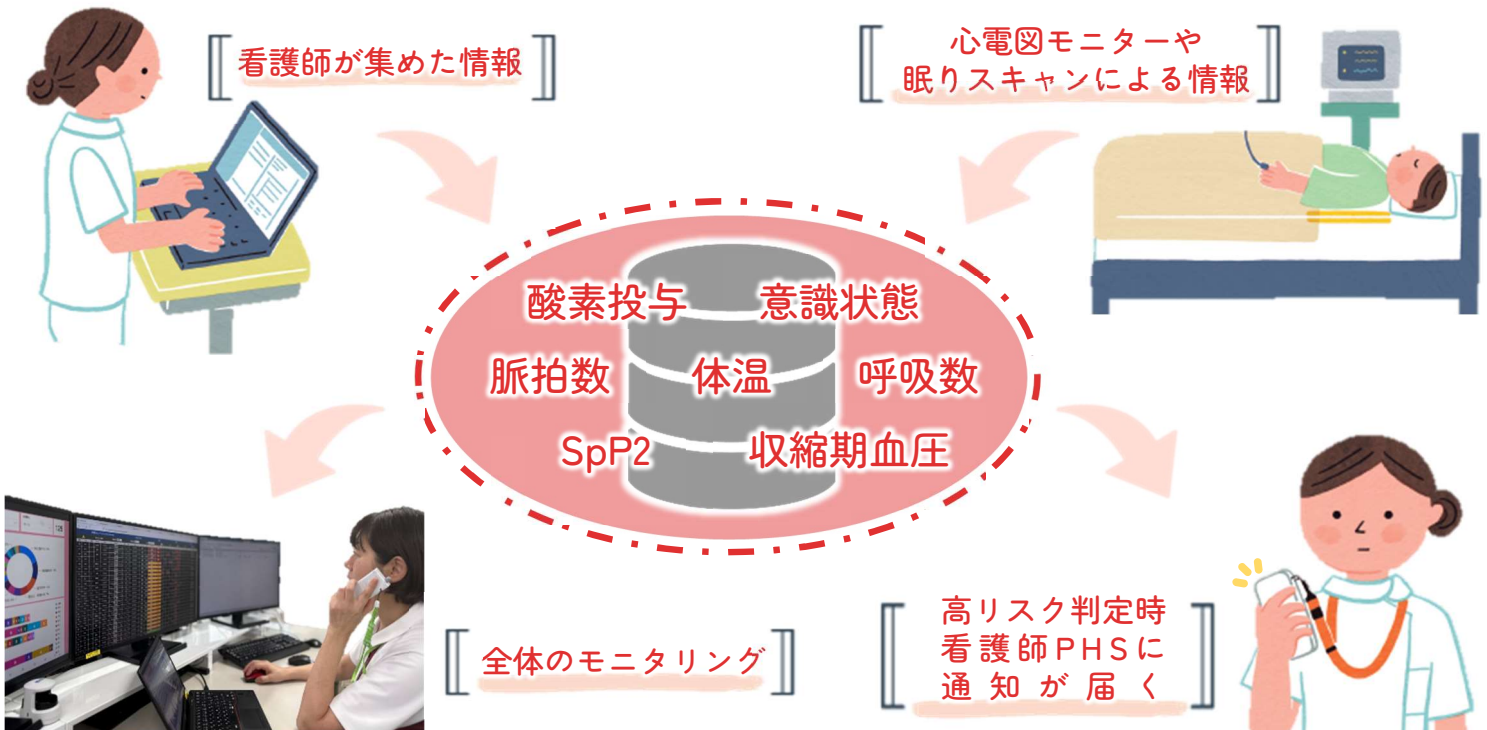 看護師が集めた情報
心電図モニターや
眠りスキャンによる情報
酸素投与 意識状態
脈拍数 体温 呼吸数
SpP2 収縮期血圧
全体のモニタリング
高リスク判定時
看護師PHSに
通知が届く